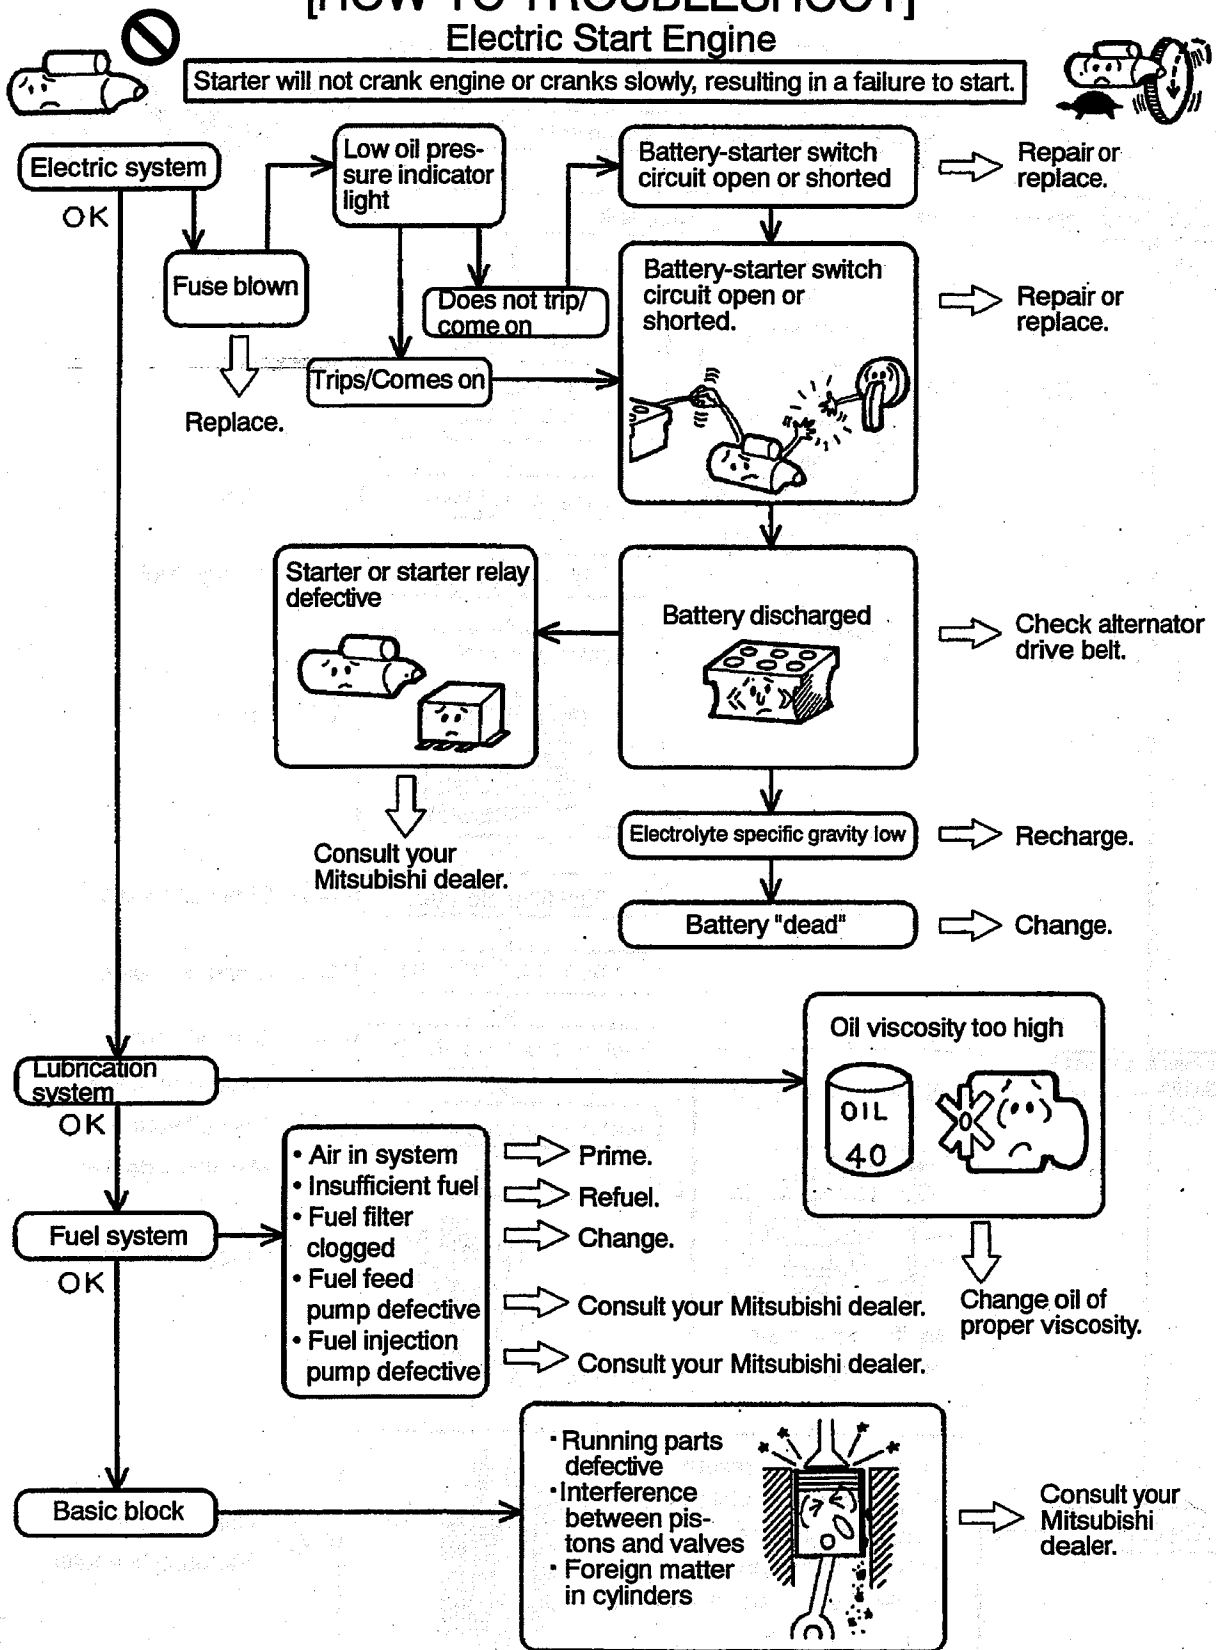 [HOW TO TROUBLESHOOT]
Electric Start Engine
Starter will not crank engine or cranks slowly, resulting in a failure to start.
Electric system
OK
Fuse blown
Replace.
Low oil pres-
sure indicator
light
Does not trip/
come on
Trips/Comes on
Battery-starter switch
circuit open or shorted
Repair or
replace.
Battery-starter switch
circuit open or
shorted.
Repair or
replace.
Starter or starter relay
defective
Consult your
Mitsubishi dealer.
Battery discharged
Check alternator
drive belt.
Electrolyte specific gravity low
Recharge.
Battery "dead"
Change.
Lubrication
system
OK
Oil viscosity too high
OIL
40
Change oil of
proper viscosity.
Fuel system
OK
• Air in system
Prime.
• Insufficient fuel
Refuel.
• Fuel filter
clogged
Change.
• Fuel feed
pump defective
Consult your Mitsubishi dealer.
• Fuel injection
pump defective
Consult your Mitsubishi dealer.
Basic block
• Running parts
defective
• Interference
between pis-
tons and valves
• Foreign matter
in cylinders
Consult your
Mitsubishi
dealer.